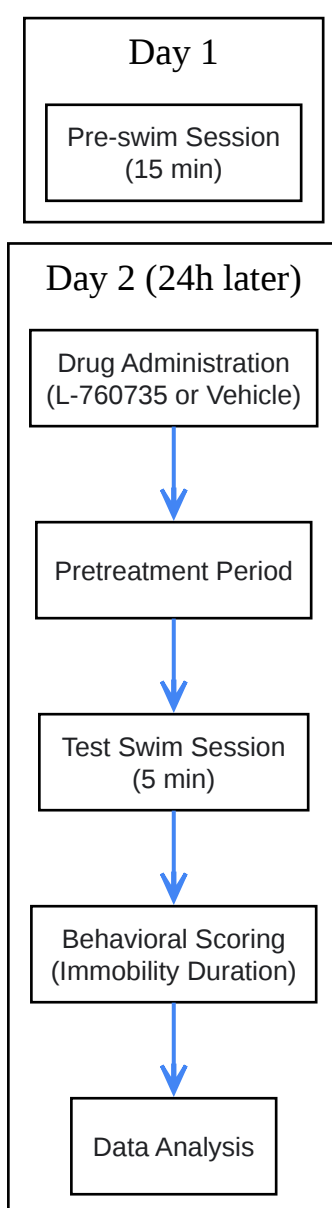 Day 1
Pre-swim Session
(15 min)
Day 2 (24h later)
Drug Administration
(L-760735 or Vehicle)
Pretreatment Period
Test Swim Session
(5 min)
Behavioral Scoring
(Immobility Duration)
Data Analysis